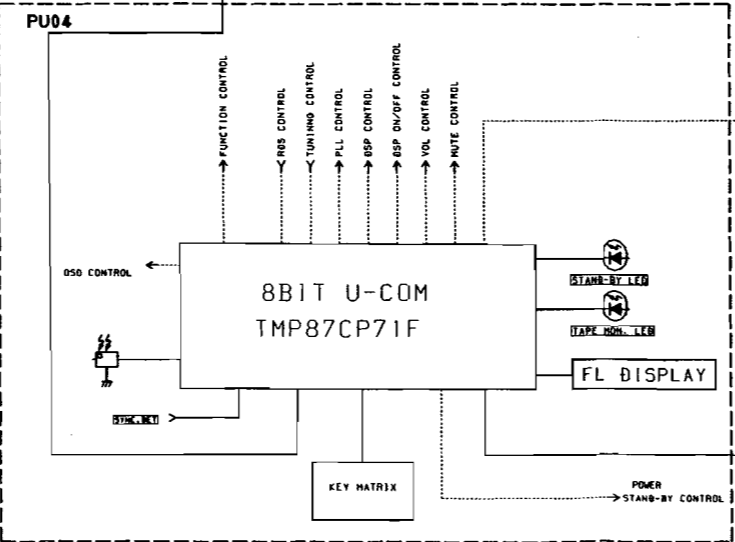 PU04
FUNCTION CONTROL
RDS CONTROL
TUNINNG CONTROL
PLL CONTROL
DSP CONTROL
DSP ON/OFF CONTROL
VOL CONTROL
MUTE CONTROL
OSD CONTROL
8BIT U-COM
TMP87CP71F
STAND-BY LED
TAPE MON. LED
FL DISPLAY
SYNC.DET
KEY MATRIX
POWER
STAND-BY CONTROL